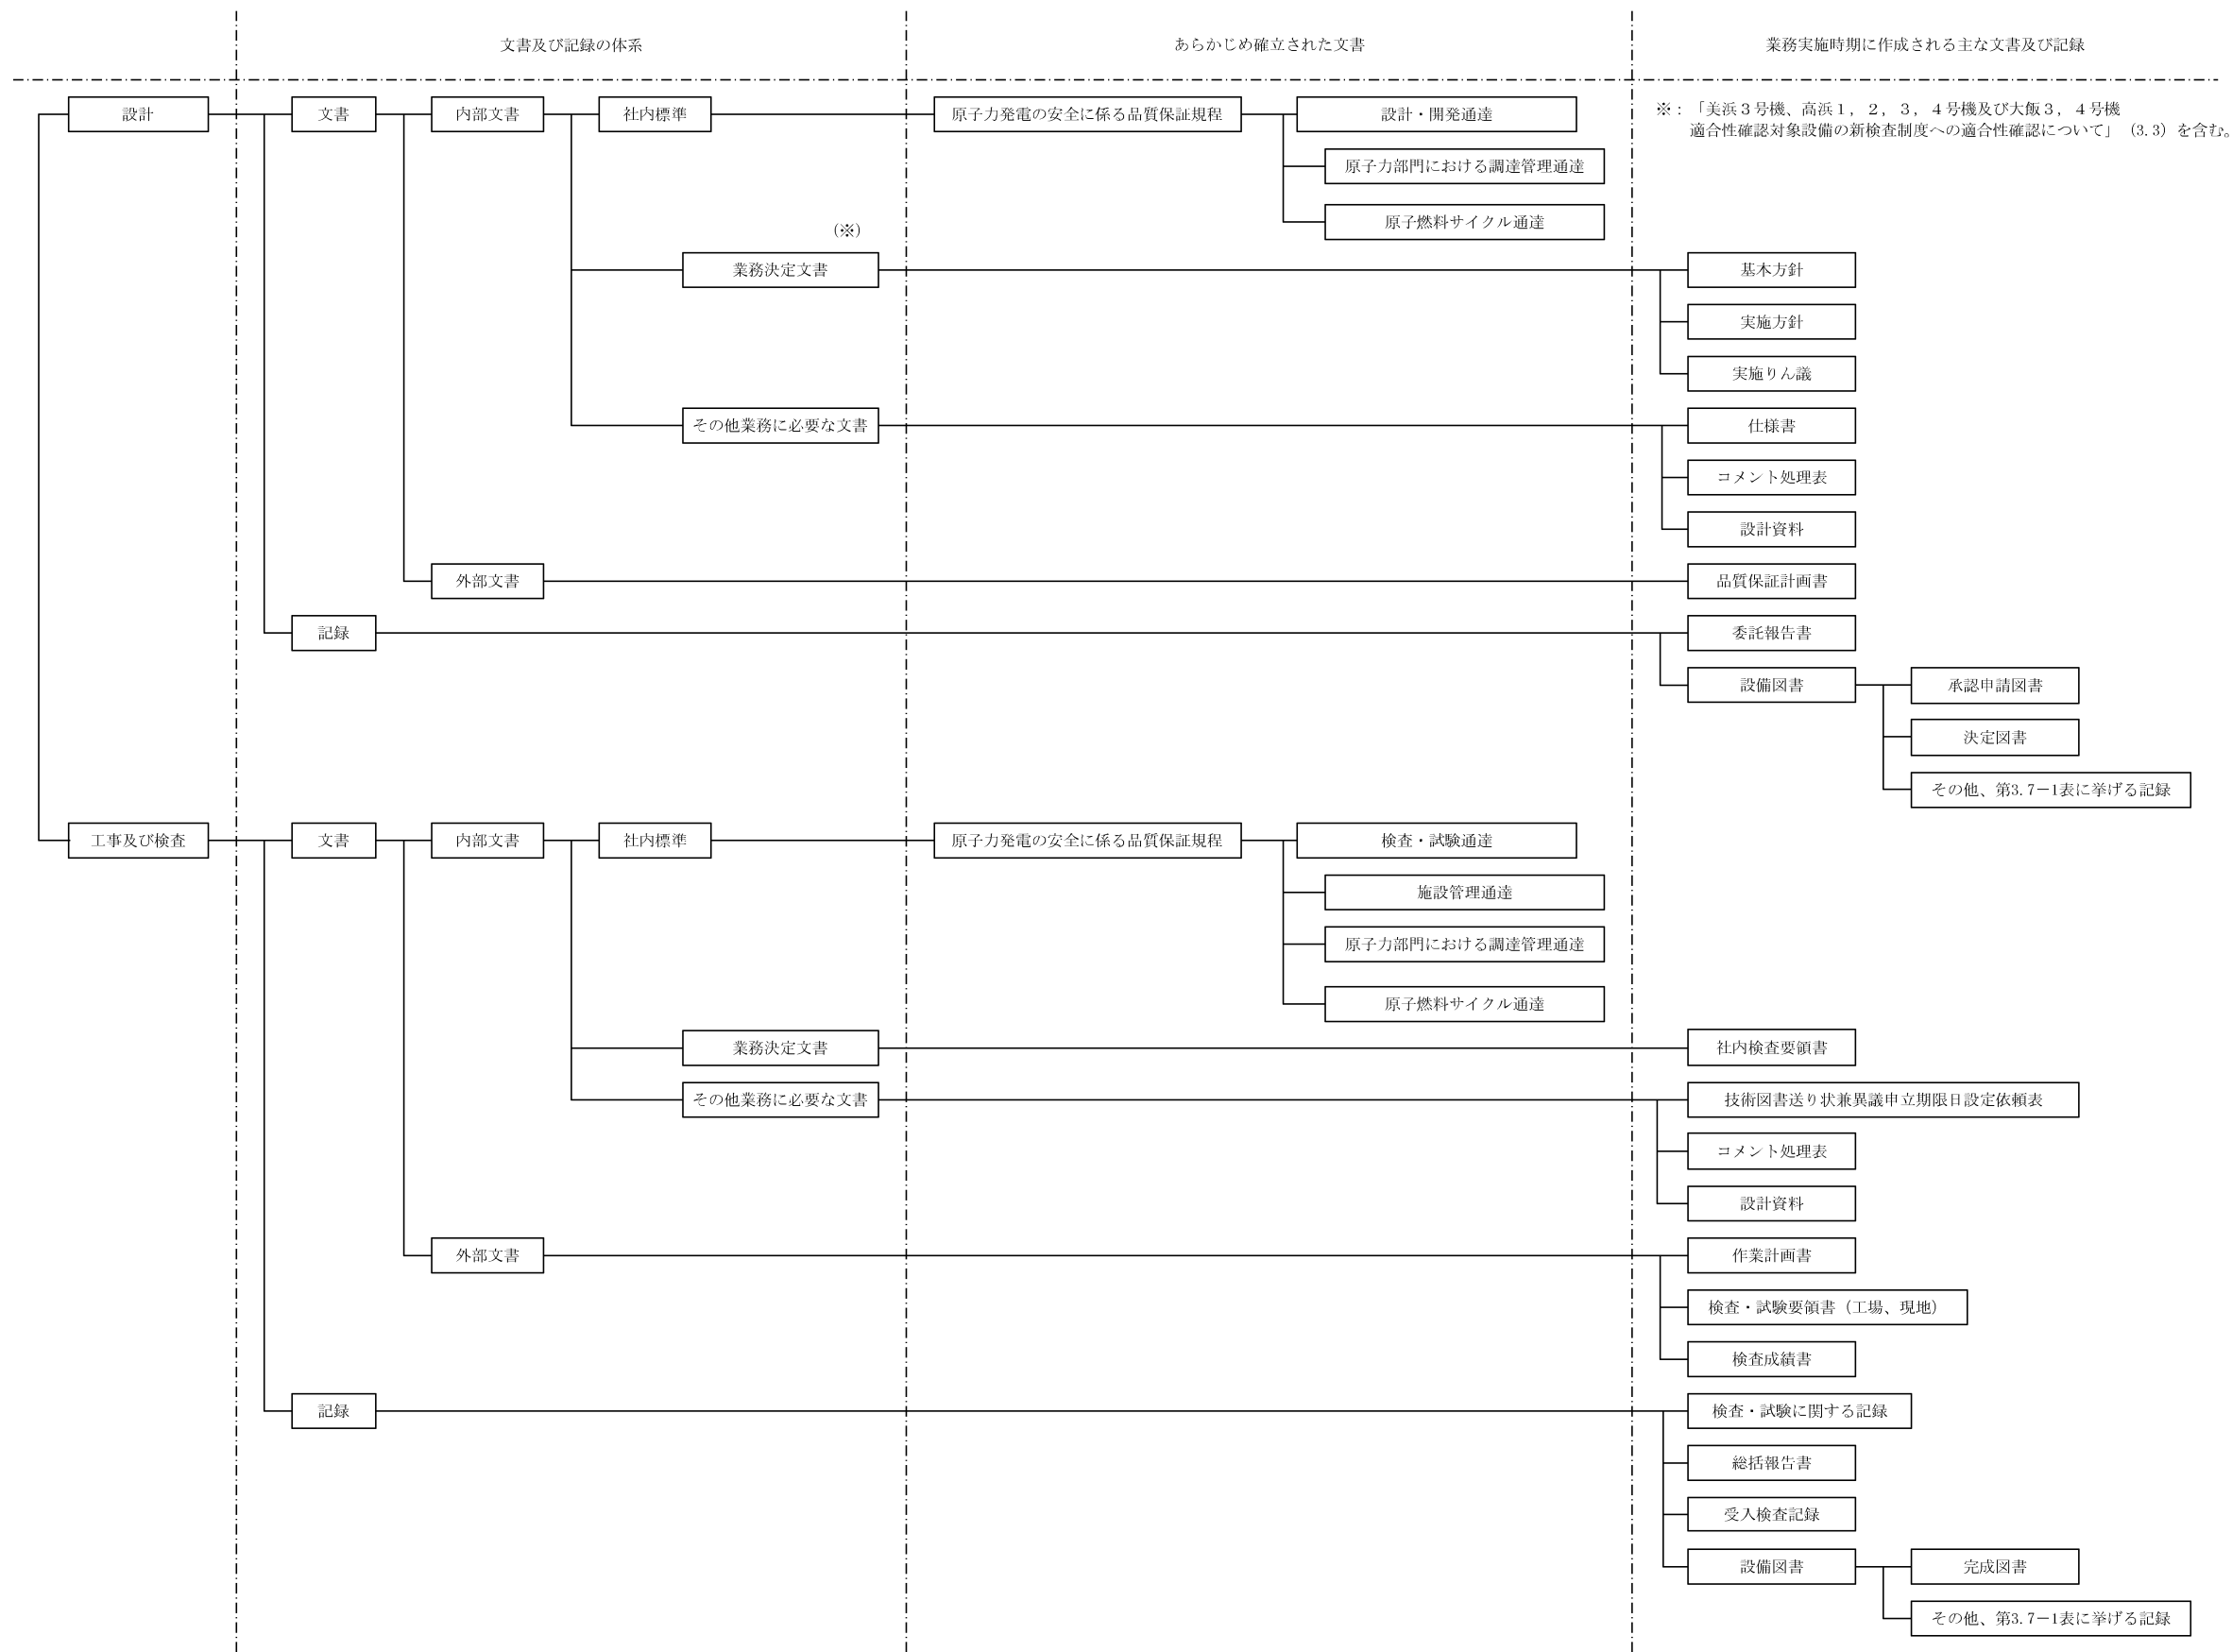 文書及び記録の体系
あらかじめ確立された文書
業務実施時期に作成される主な文書及び記録
設計
文書
内部文書
社内標準
原子力発電の安全に係る品質保証規程
設計・開発通達
※：「美浜３号機、高浜１，２，３，４号機及び大飯３，４号機
適合性確認対象設備の新検査制度への適合性確認について」（3.3）を含む。
原子力部門における調達管理通達
原子燃料サイクル通達
（※）
業務決定文書
基本方針
実施方針
実施りん議
その他業務に必要な文書
仕様書
コメント処理表
設計資料
外部文書
品質保証計画書
記録
委託報告書
設備図書
承認申請図書
決定図書
その他、第3.7－1表に挙げる記録
工事及び検査
文書
内部文書
社内標準
原子力発電の安全に係る品質保証規程
検査・試験通達
施設管理通達
原子力部門における調達管理通達
原子燃料サイクル通達
業務決定文書
社内検査要領書
その他業務に必要な文書
技術図書送り状兼異議申立期限日設定依頼表
コメント処理表
設計資料
外部文書
作業計画書
検査・試験要領書（工場、現地）
検査成績書
記録
検査・試験に関する記録
総括報告書
受入検査記録
設備図書
完成図書
その他、第3.7－1表に挙げる記録